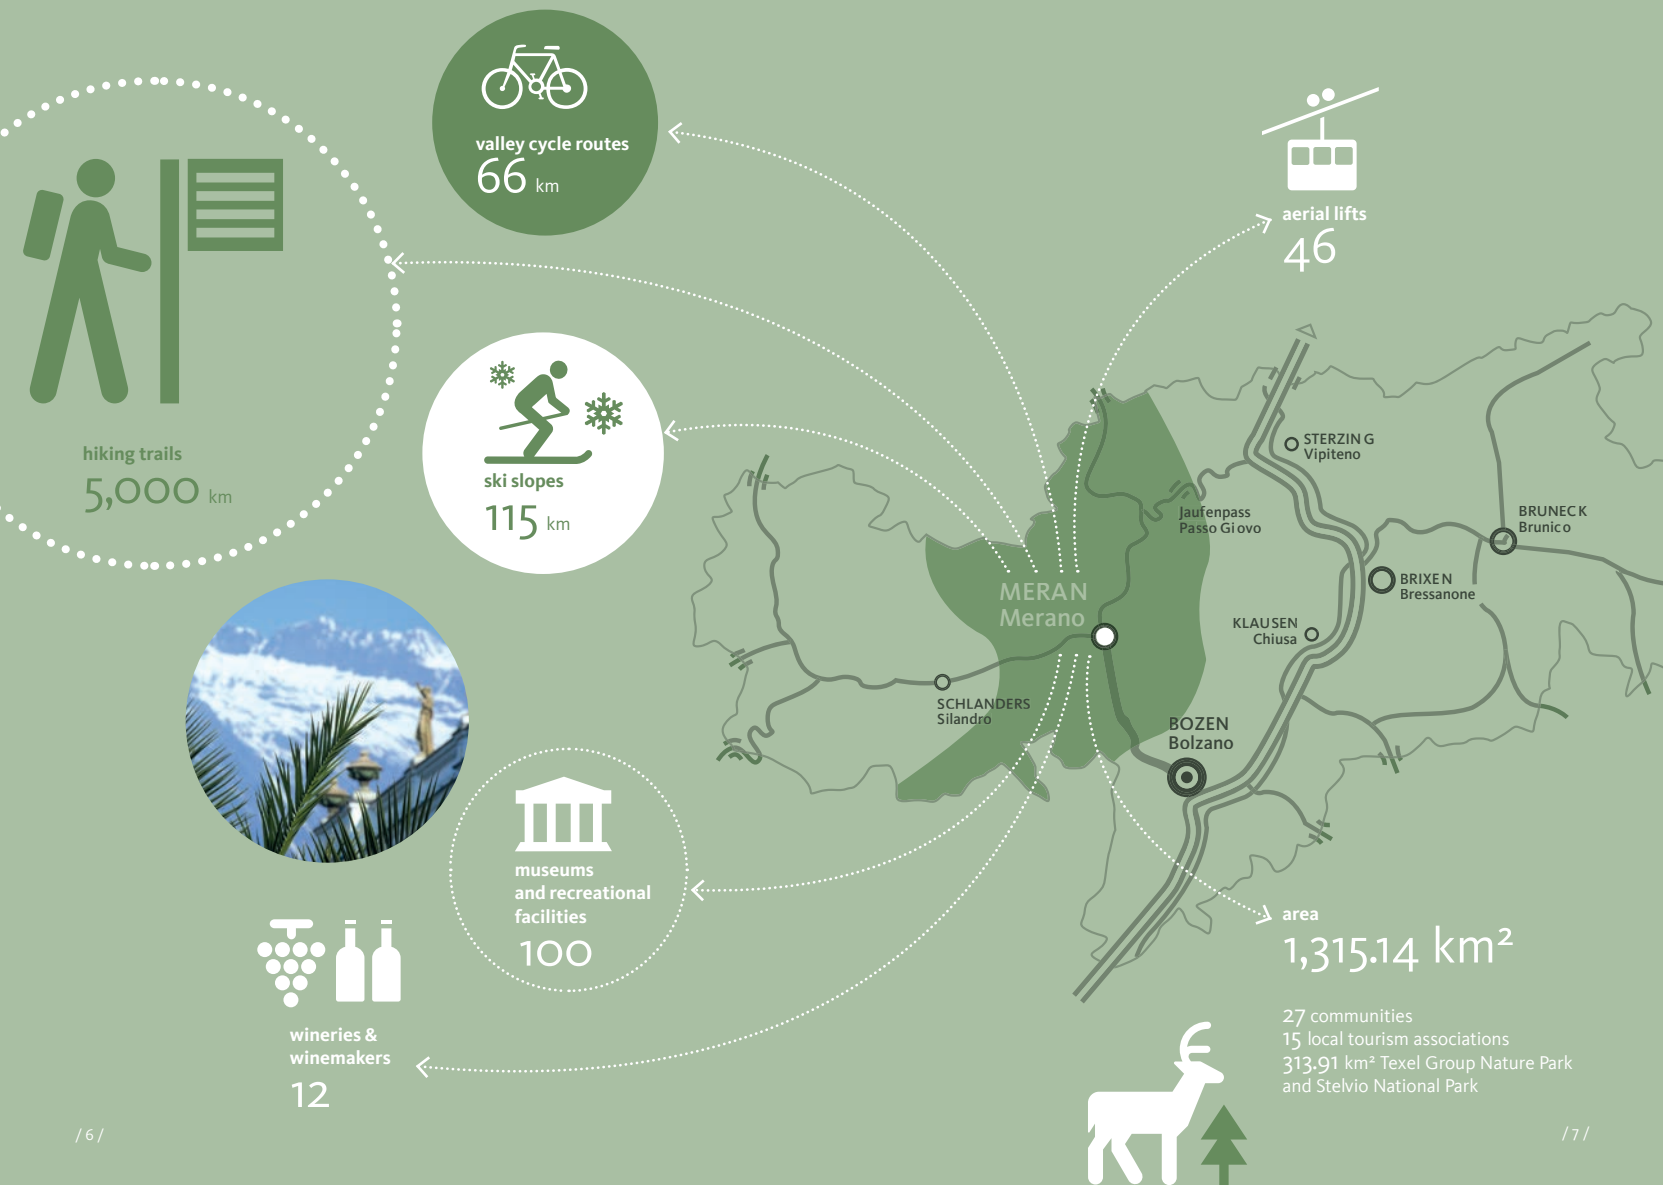 valley cycle routes
66 km
aerial lifts
46
hiking trails
5,000 km
ski slopes
115 km
STERZING
Vipiteno
Jaufenpass
Passo Giovo
BRUNECK
Brunico
BRIXEN
Bressanone
KLAUSEN
Chiusa
MERAN
Merano
SCHLANDERS
Silandro
BOZEN
Bolzano
museums
and recreational
facilities
100
wineries &
winemakers
12
area
1,315.14 km²
27 communities
15 local tourism associations
313.91 km² Texel Group Nature Park
and Stelvio National Park
/ 6 /
/ 7 /